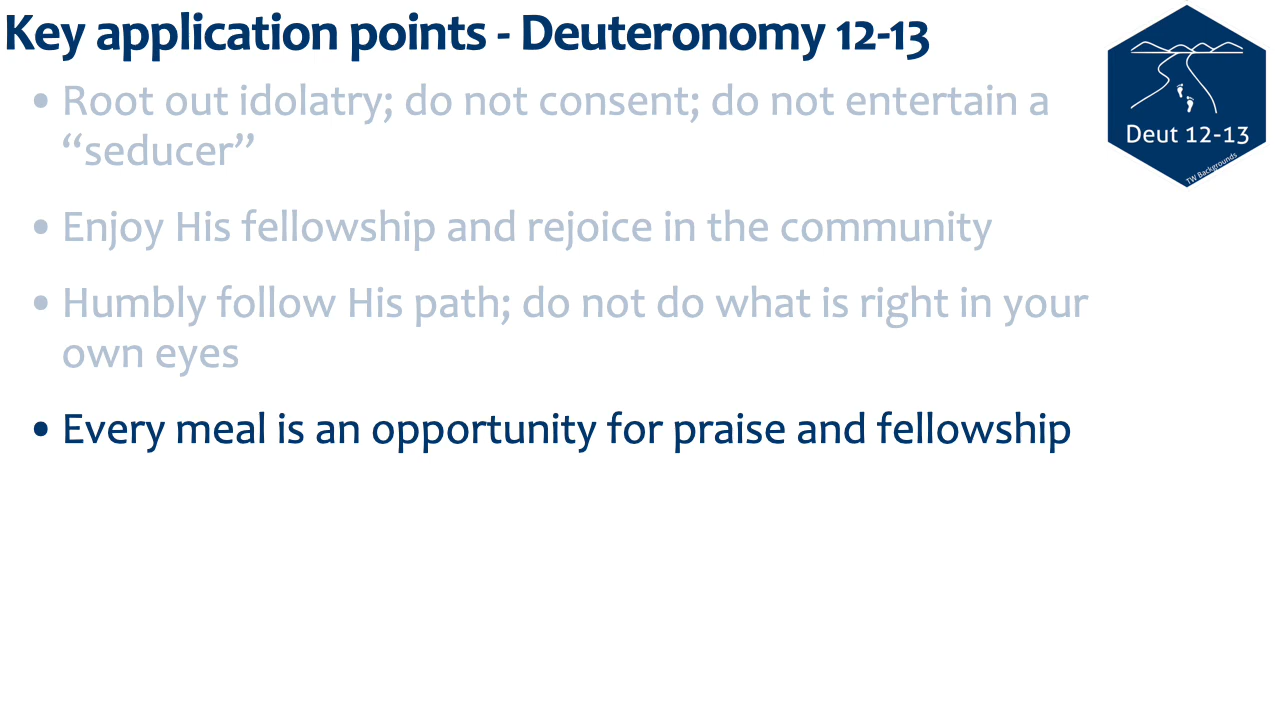 Key application points - Deuteronomy 12-13
• Root out idolatry; do not consent; do not entertain a
“seducer”
• Enjoy His fellowship and rejoice in the community
• Humbly follow His path; do not do what is right in your
own eyes
• Every meal is an opportunity for praise and fellowship
Deut 12-13
TW Backgrounds